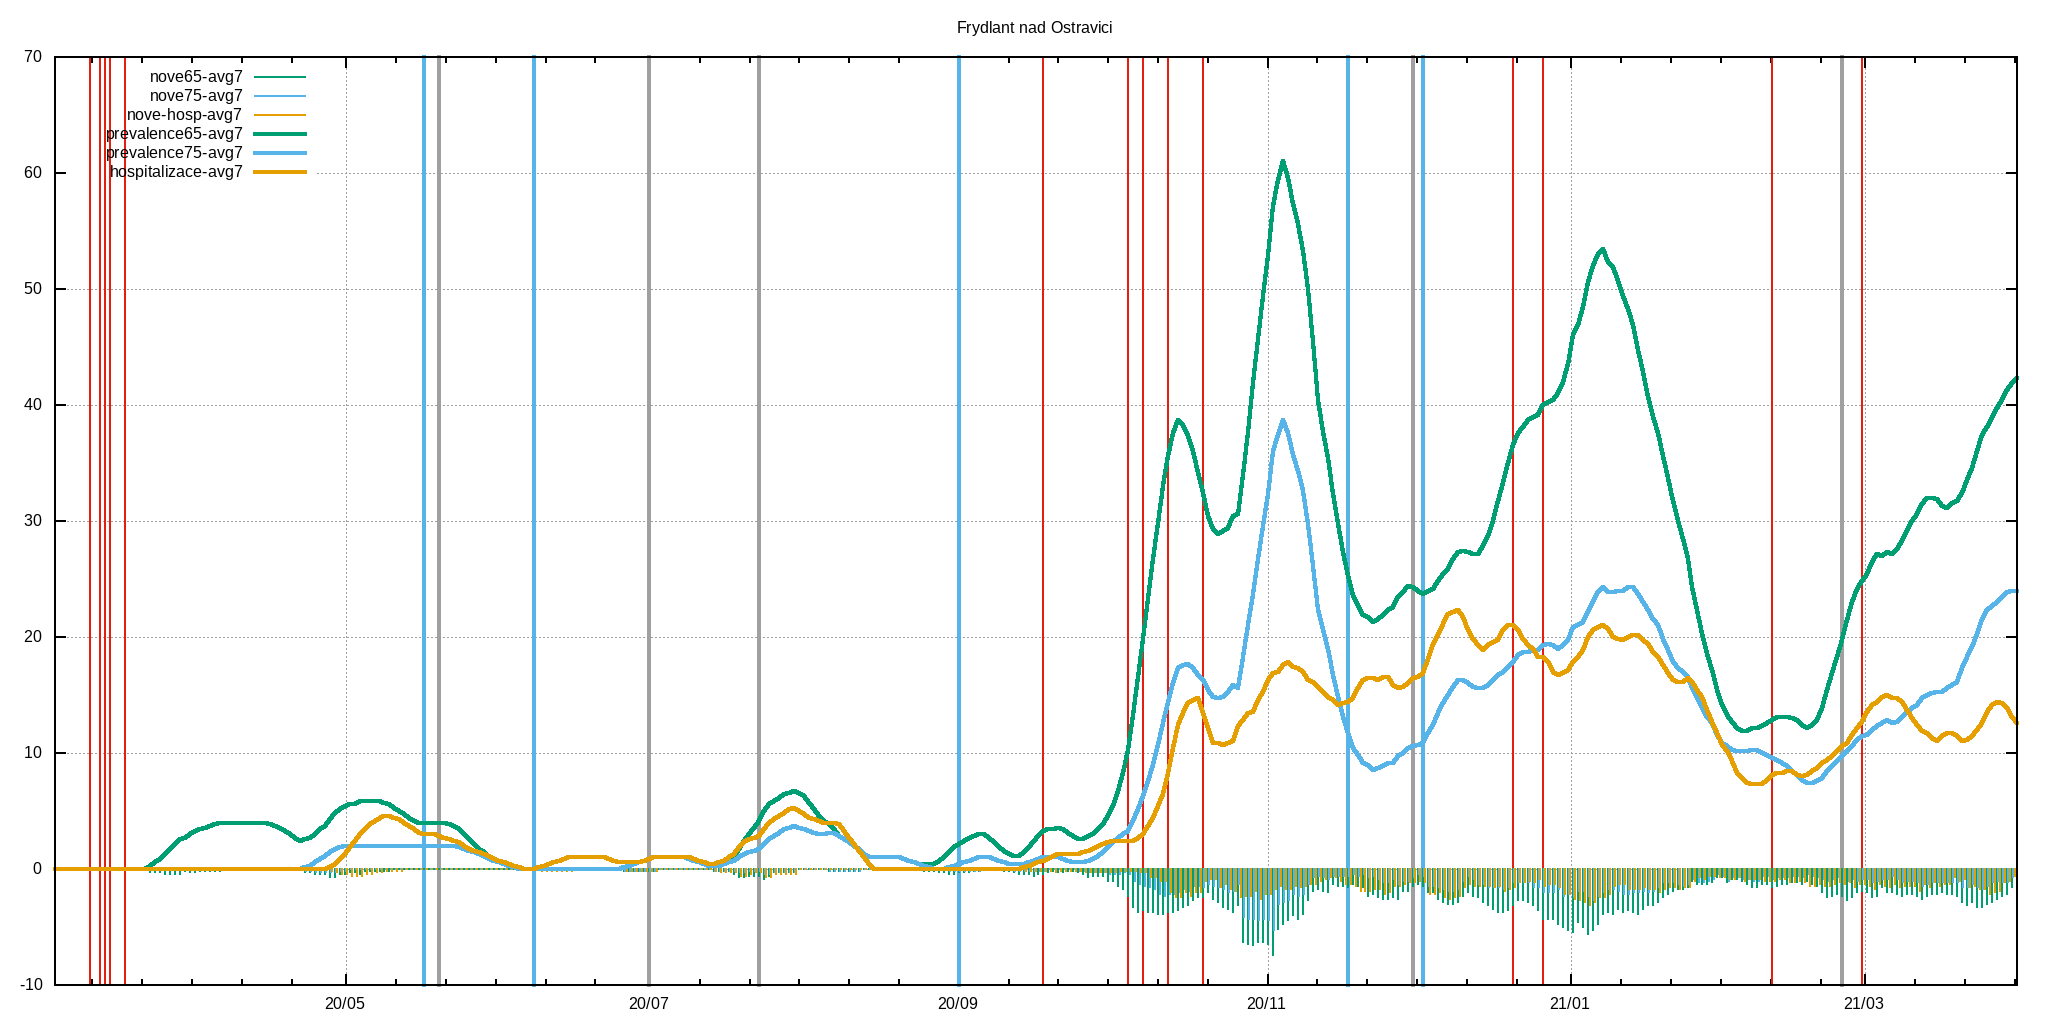 Frydlant nad Ostravici
70
60
50
40
30
20
10
0
-10
nove65-avg7
nove75-avg7
nove-hosp-avg7
prevalence65-avg7
prevalence75-avg7
hospitalizace-avg7
20/05 20/07 20/09 20/11 21/01 21/03